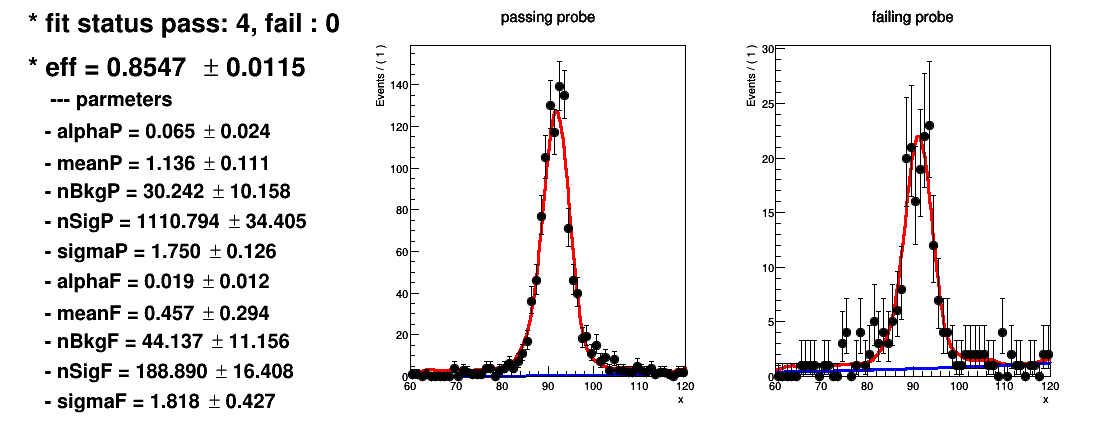 * fit status pass: 4, fail : 0
* eff = 0.8547 ± 0.0115
--- parmeters
- alphaP = 0.065 ± 0.024
- meanP = 1.136 ± 0.111
- nBkgP = 30.242 ± 10.158
- nSigP = 1110.794 ± 34.405
- sigmaP = 1.750 ± 0.126
- alphaF = 0.019 ± 0.012
- meanF = 0.457 ± 0.294
- nBkgF = 44.137 ± 11.156
- nSigF = 188.890 ± 16.408
- sigmaF = 1.818 ± 0.427
passing probe
Events / ( 1 )
140
120
100
80
60
40
20
0
60 70 80 90 100 110 120
x
failing probe
Events / ( 1 )
30
25
20
15
10
5
0
60 70 80 90 100 110 120
x